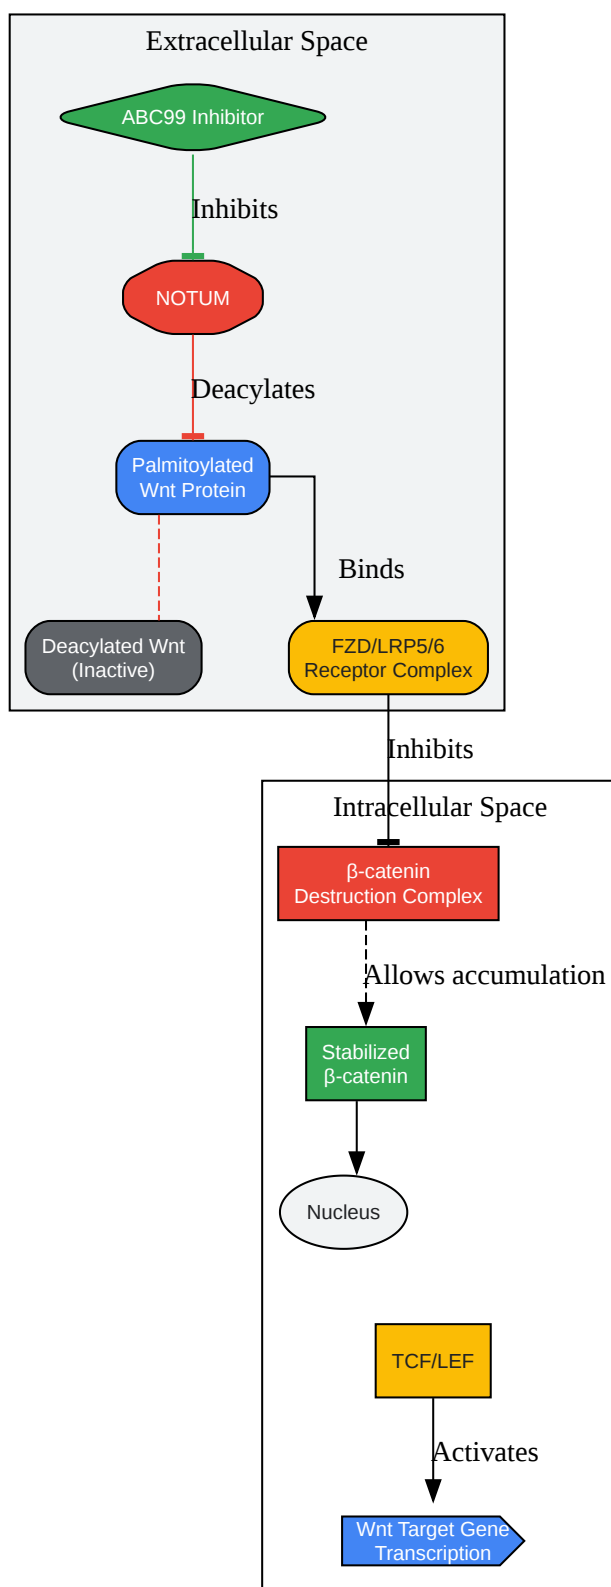 Extracellular Space
ABC99 Inhibitor
Inhibits
NOTUM
Deacylates
Palmitoylated
Wnt Protein
Binds
Deacylated Wnt
(Inactive)
FZD/LRP5/6
Receptor Complex
Inhibits
Intracellular Space
β-catenin
Destruction Complex
Allows accumulation
Stabilized
β-catenin
Nucleus
TCF/LEF
Activates
Wnt Target Gene
Transcription